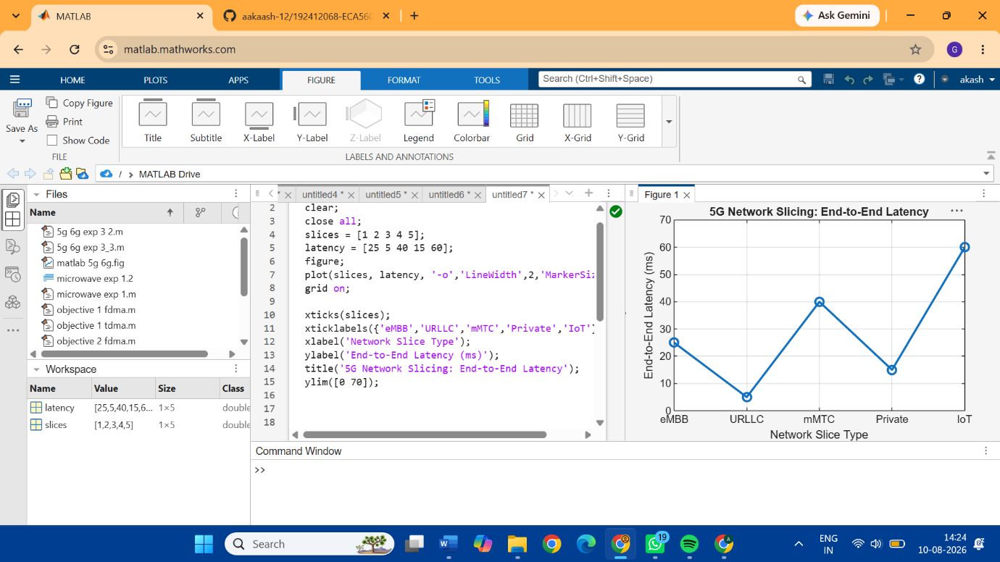 MATLAB
aakaash-12/192412068-ECA560
Ask Gemini
matlab.mathworks.com
G
HOME PLOTS APPS FIGURE FORMAT TOOLS
Search (Ctrl+Shift+Space)
akash
Save As
Copy Figure
Print
Show Code
FILE
Title Subtitle X-Label Y-Label Z-Label Legend Colorbar Grid X-Grid Y-Grid
LABELS AND ANNOTATIONS
/ MATLAB Drive
Files
Name
5g 6g exp 3 2.m
5g 6g exp 3_3.m
matlab 5g 6g.fig
microwave exp 1.2
microwave exp 1.m
objective 1 fdma.m
objective 1 tdma.m
objective 2 fdma.m
Workspace
Name Value Size Class
latency [25,5,40,15,6... 1×5 double
slices [1,2,3,4,5] 1×5 double
* untitled4 * untitled5 * untitled6 * untitled7 *
2 clear;
3 close all;
4 slices = [1 2 3 4 5];
5 latency = [25 5 40 15 60];
6 figure;
7 plot(slices, latency, '-o','LineWidth',2,'MarkerSiz
8 grid on;
9
10 xticks(slices);
11 xticklabels({'eMBB','URLLC','mMTC','Private','IoT'}
12 xlabel('Network Slice Type');
13 ylabel('End-to-End Latency (ms)');
14 title('5G Network Slicing: End-to-End Latency');
15 ylim([0 70]);
16
17
18
Figure 1
5G Network Slicing: End-to-End Latency
End-to-End Latency (ms)
70
60
50
40
30
20
10
0
eMBB URLLC mMTC Private IoT
Network Slice Type
Command Window
>>
Search
19
A
ENG
IN
14:24
10-08-2026